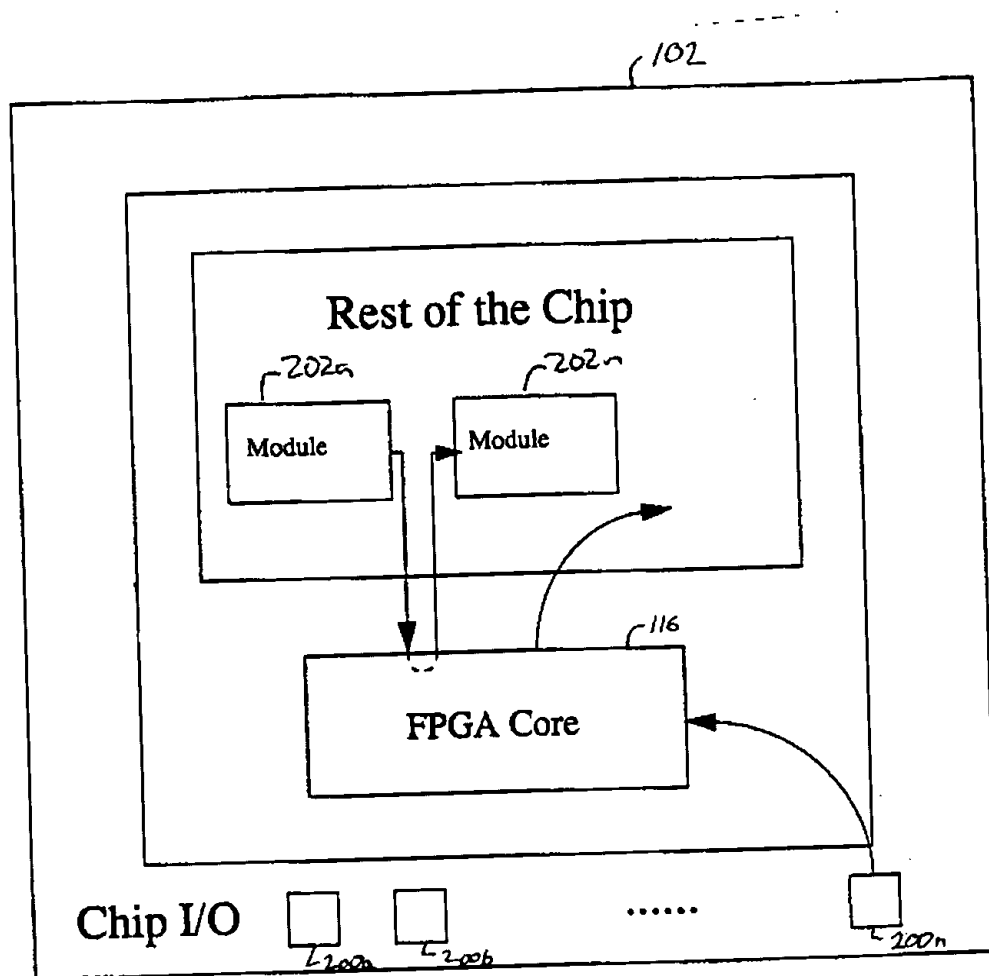 102
Rest of the Chip
202a 202n
Module Module
116
FPGA Core
Chip I/O ......
200a 200b 200n